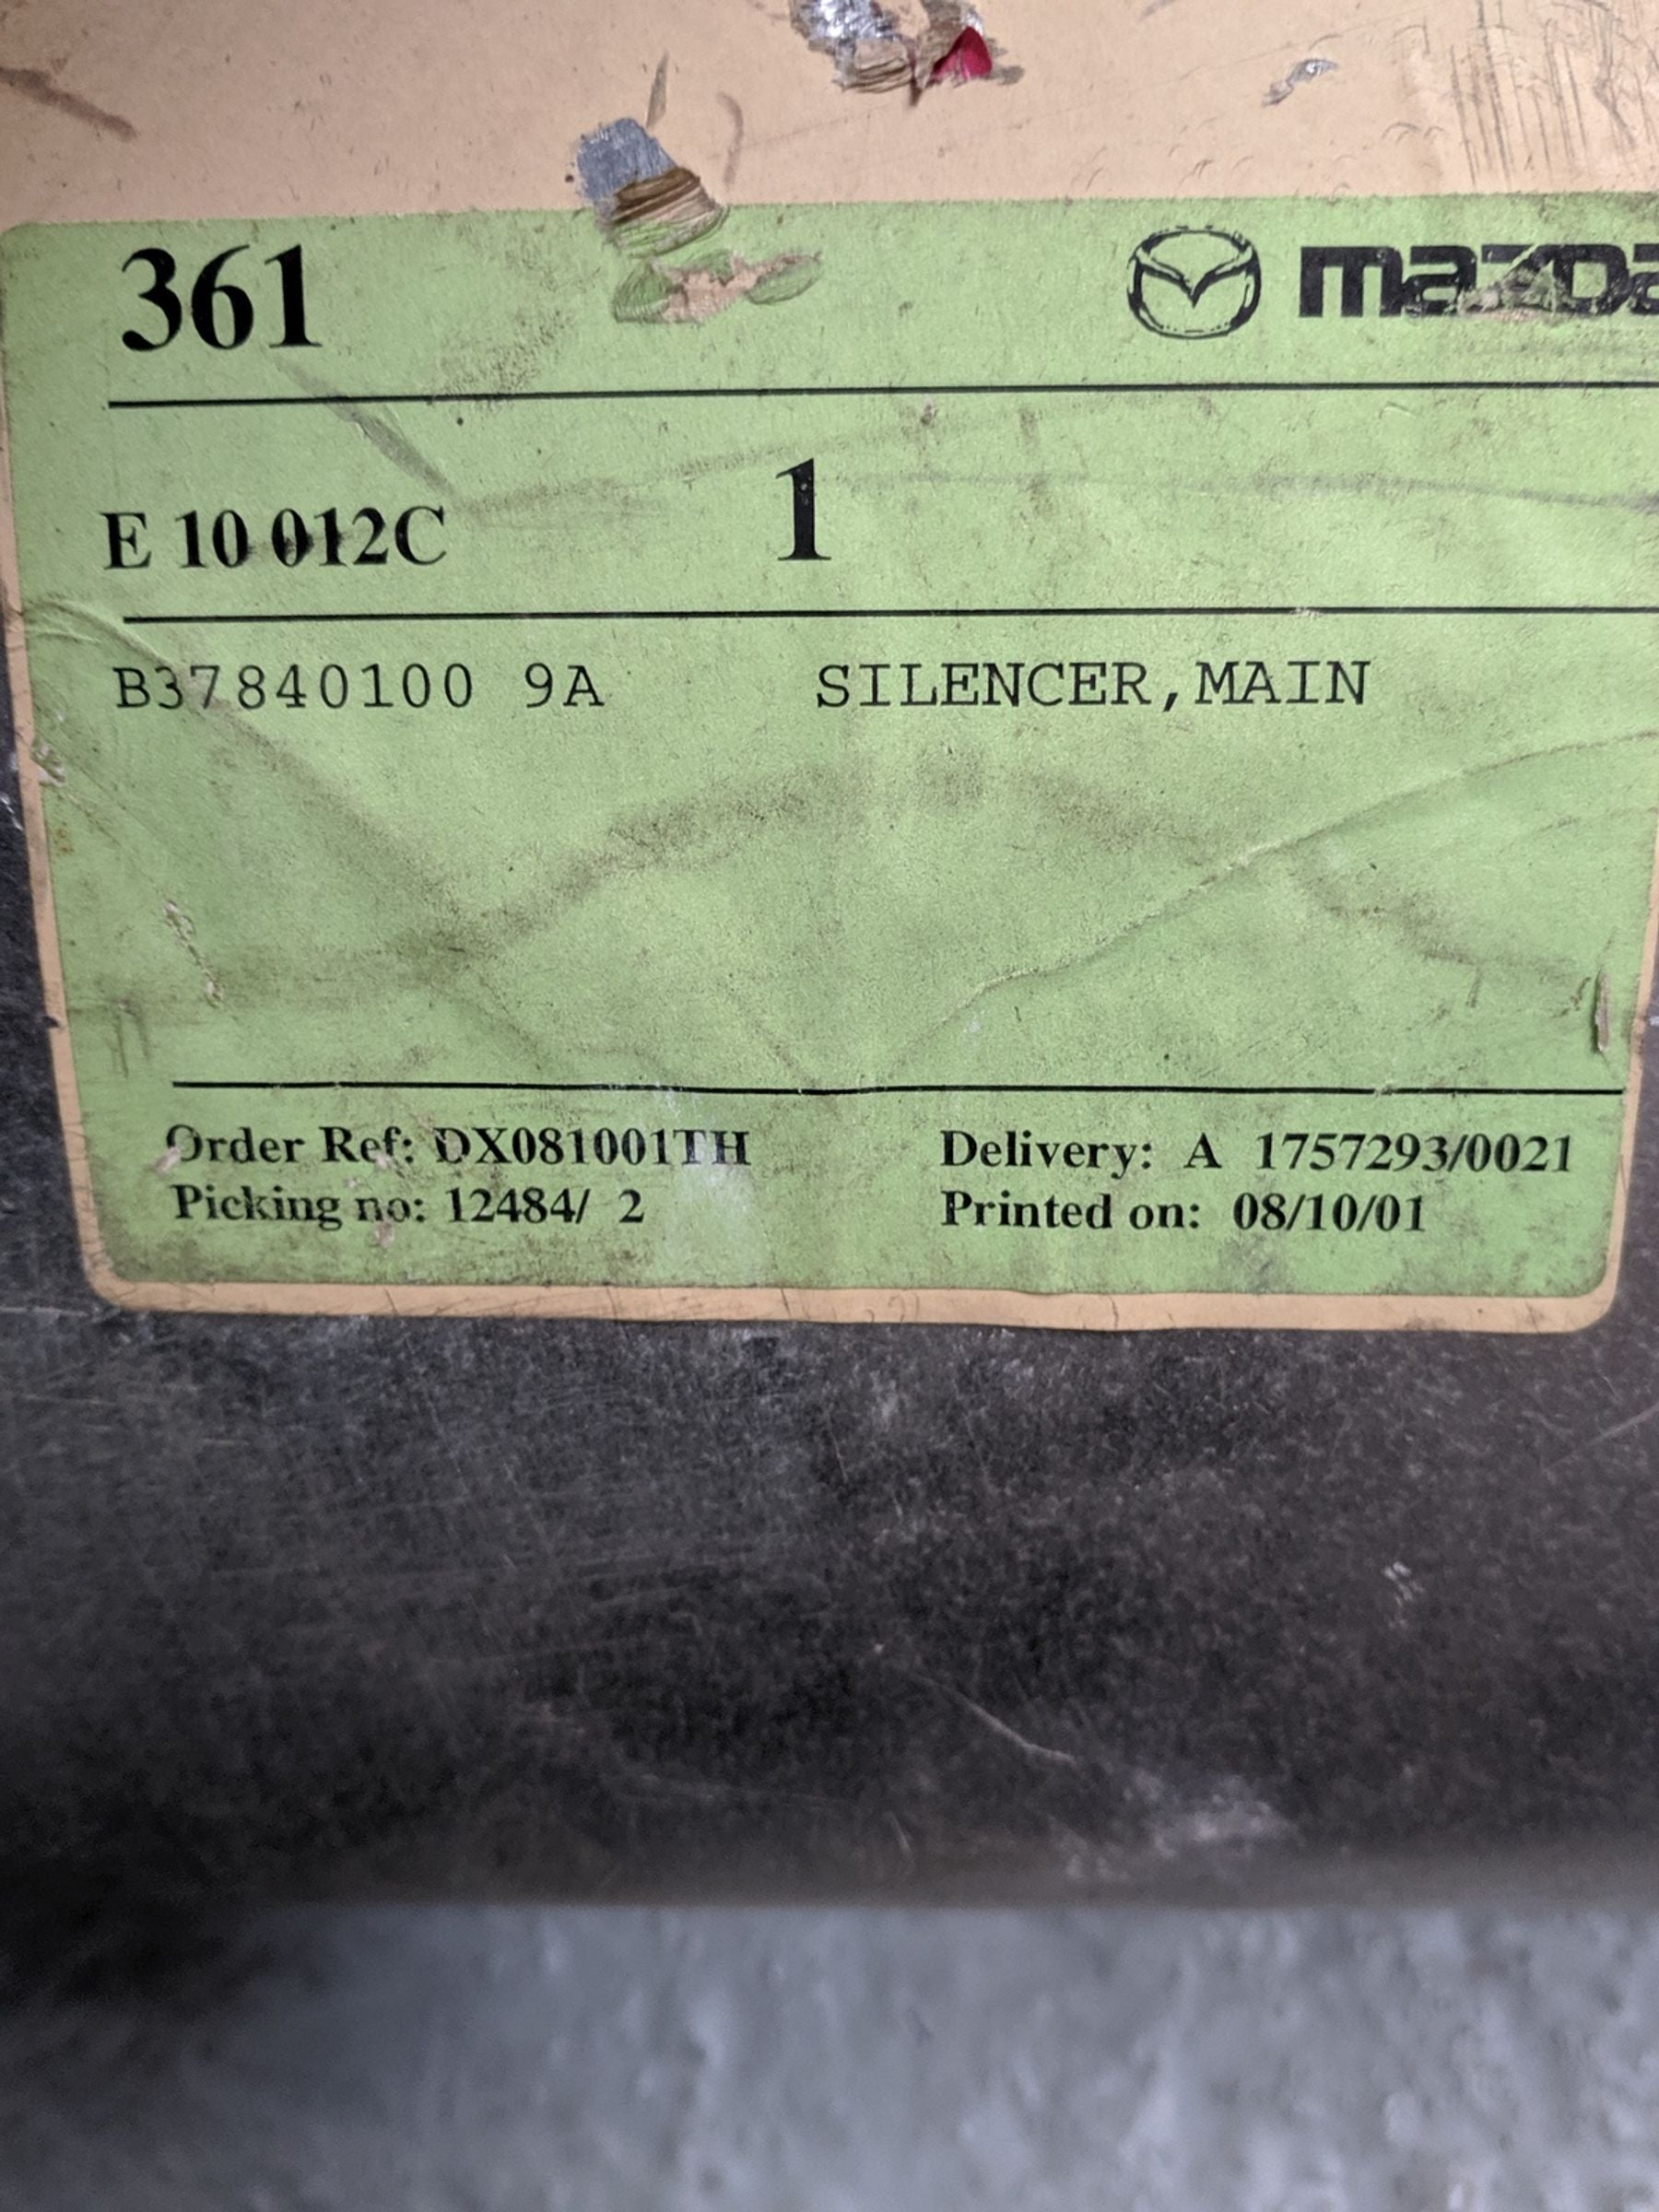 361 mazda
E 10 012C 1
B37840100 9A SILENCER,MAIN
Order Ref: DX081001TH Delivery: A 1757293/0021
Picking no: 12484/ 2 Printed on: 08/10/01